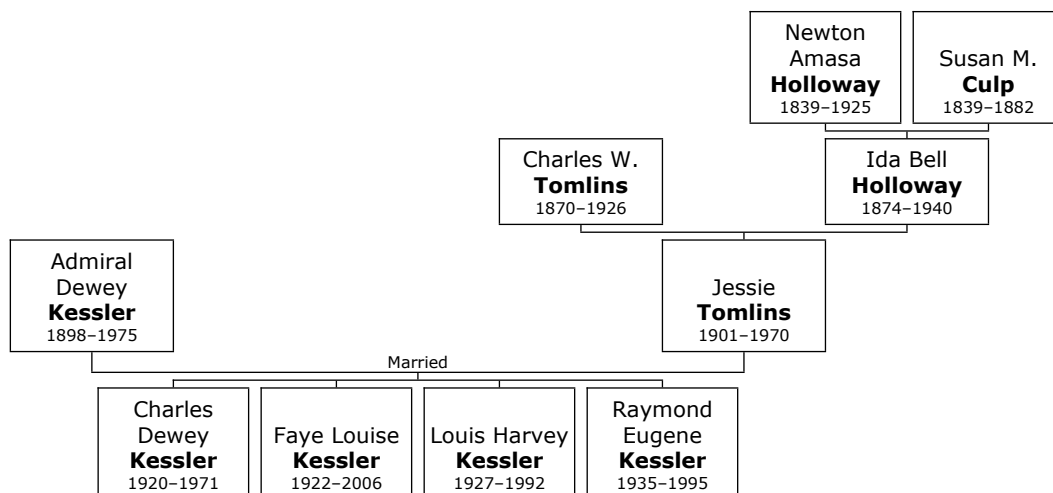 Newton
Amasa
Holloway
1839–1925
Susan M.
Culp
1839–1882
Charles W.
Tomlins
1870–1926
Ida Bell
Holloway
1874–1940
Admiral
Dewey
Kessler
1898–1975
Jessie
Tomlins
1901–1970
Married
Charles
Dewey
Kessler
1920–1971
Faye Louise
Kessler
1922–2006
Louis Harvey
Kessler
1927–1992
Raymond
Eugene
Kessler
1935–1995